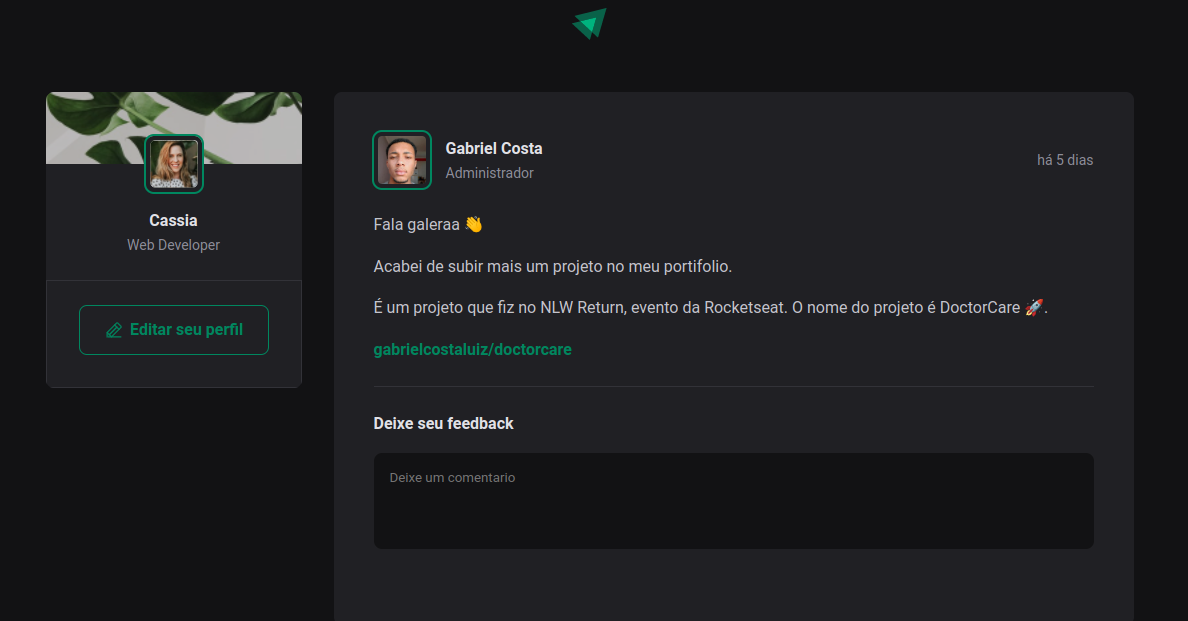 Cassia
Web Developer
Editar seu perfil
Gabriel Costa
Administrador
há 5 dias
Fala galeraa 👋
Acabei de subir mais um projeto no meu portifolio.
É um projeto que fiz no NLW Return, evento da Rocketseat. O nome do projeto é DoctorCare 🚀.
gabrielcostaluiz/doctorcare
Deixe seu feedback
Deixe um comentario